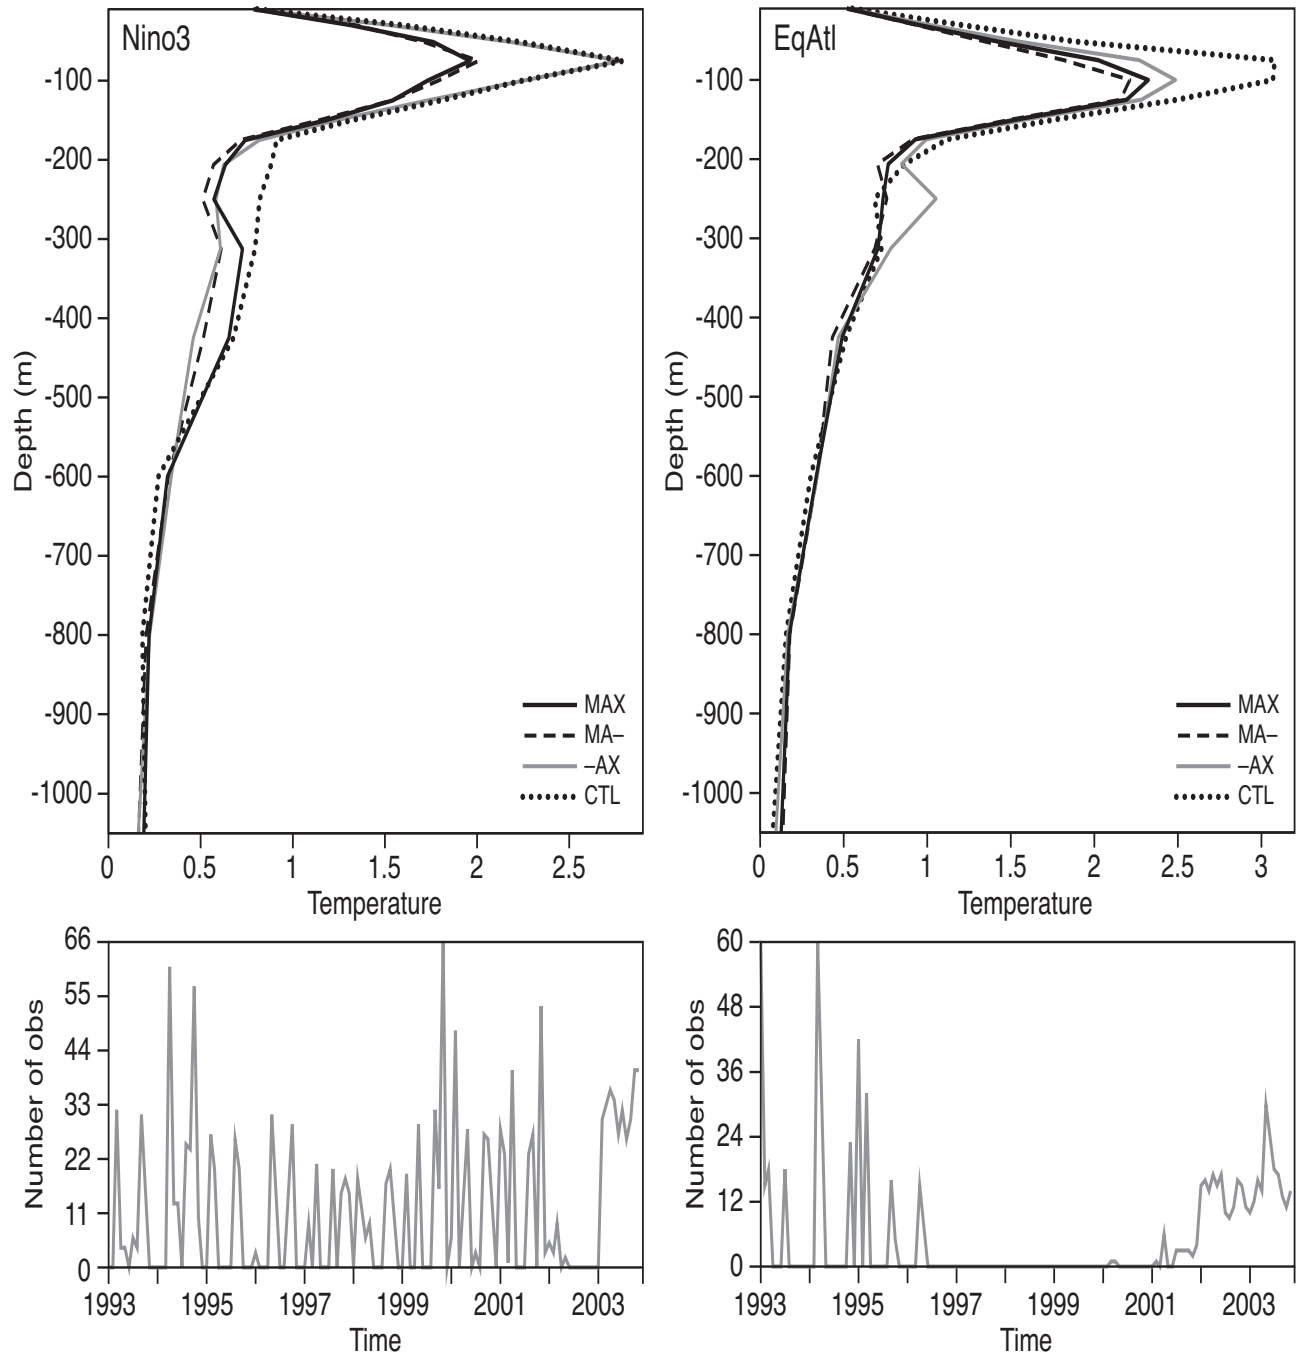 Nino3
-100
-200
-300
-400
-500
-600
-700
-800
-900
-1000
Depth (m)
MAX
MA–
–AX
CTL
0 0.5 1 1.5 2 2.5
Temperature
EqAtl
-100
-200
-300
-400
-500
-600
-700
-800
-900
-1000
Depth (m)
MAX
MA–
–AX
CTL
0 0.5 1 1.5 2 2.5 3
Temperature
66
55
44
33
22
11
0
Number of obs
1993 1995 1997 1999 2001 2003
Time
60
48
36
24
12
0
Number of obs
1993 1995 1997 1999 2001 2003
Time